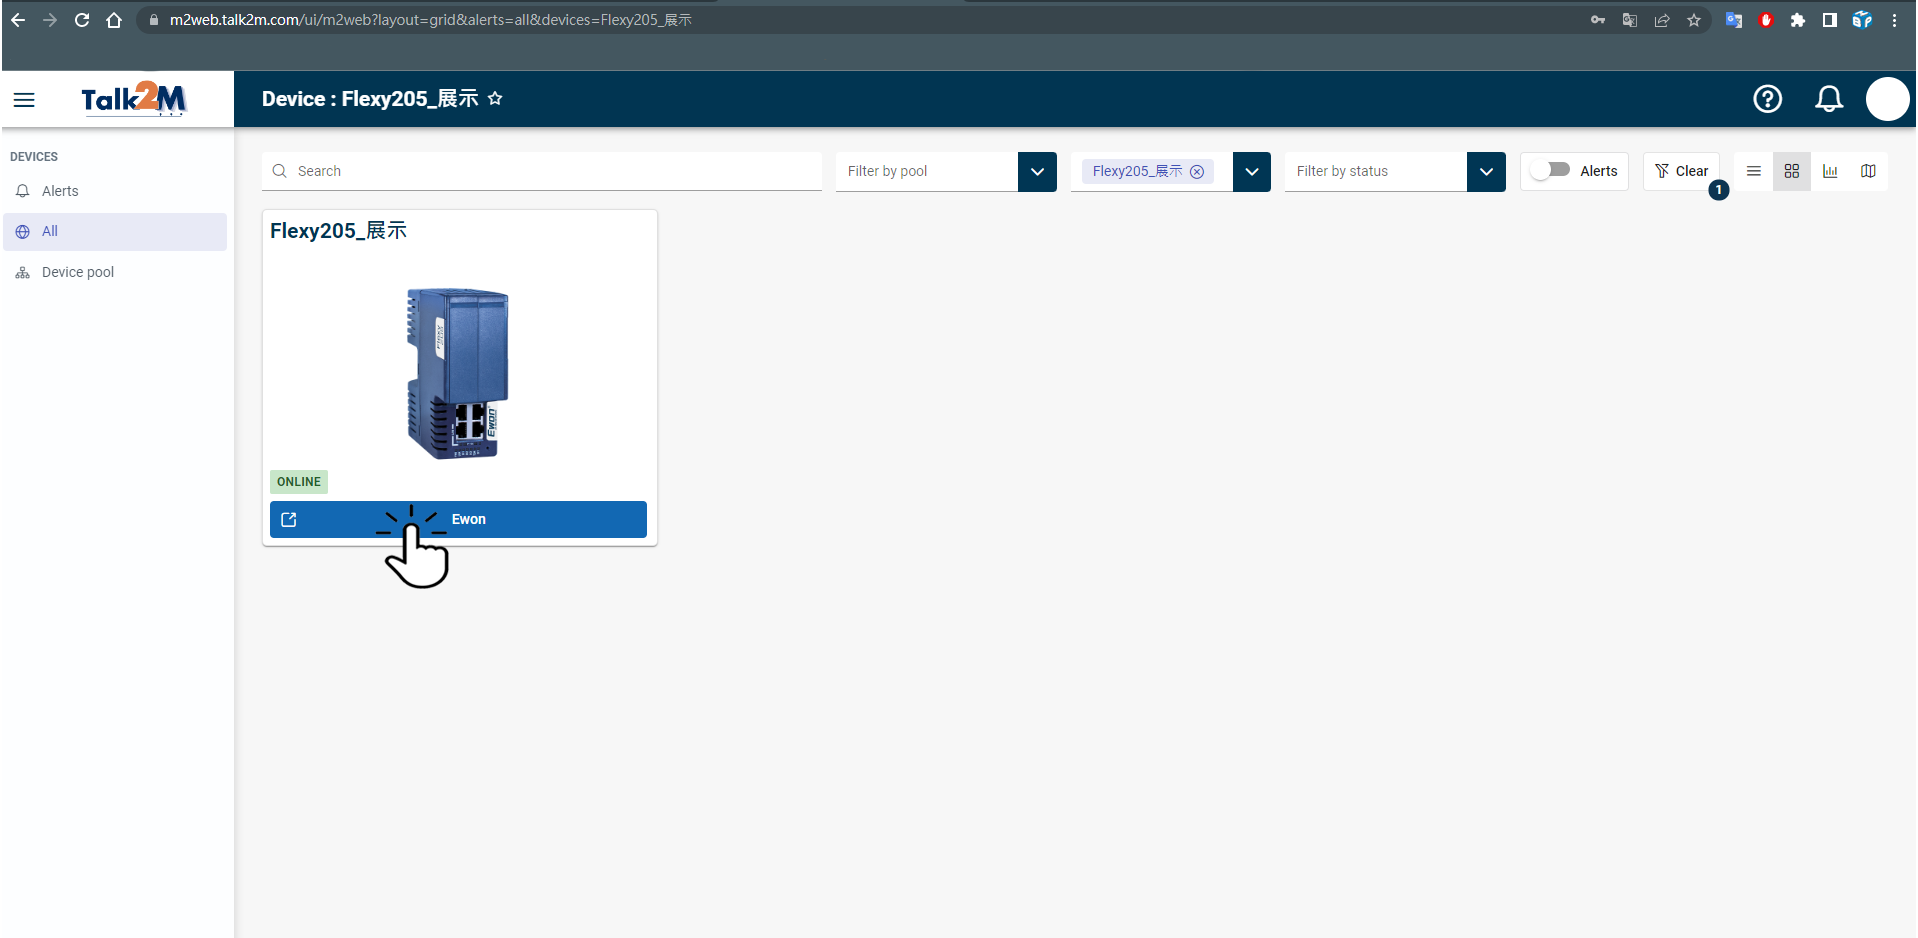 m2web.talk2m.com/ui/m2web?layout=grid&alerts=all&devices=Flexy205_展示
Talk2M
Device : Flexy205_展示
DEVICES
Alerts
All
Device pool
Search
Filter by pool
Flexy205_展示
Filter by status
Alerts
Clear
1
Flexy205_展示
Ewon
ONLINE
Ewon